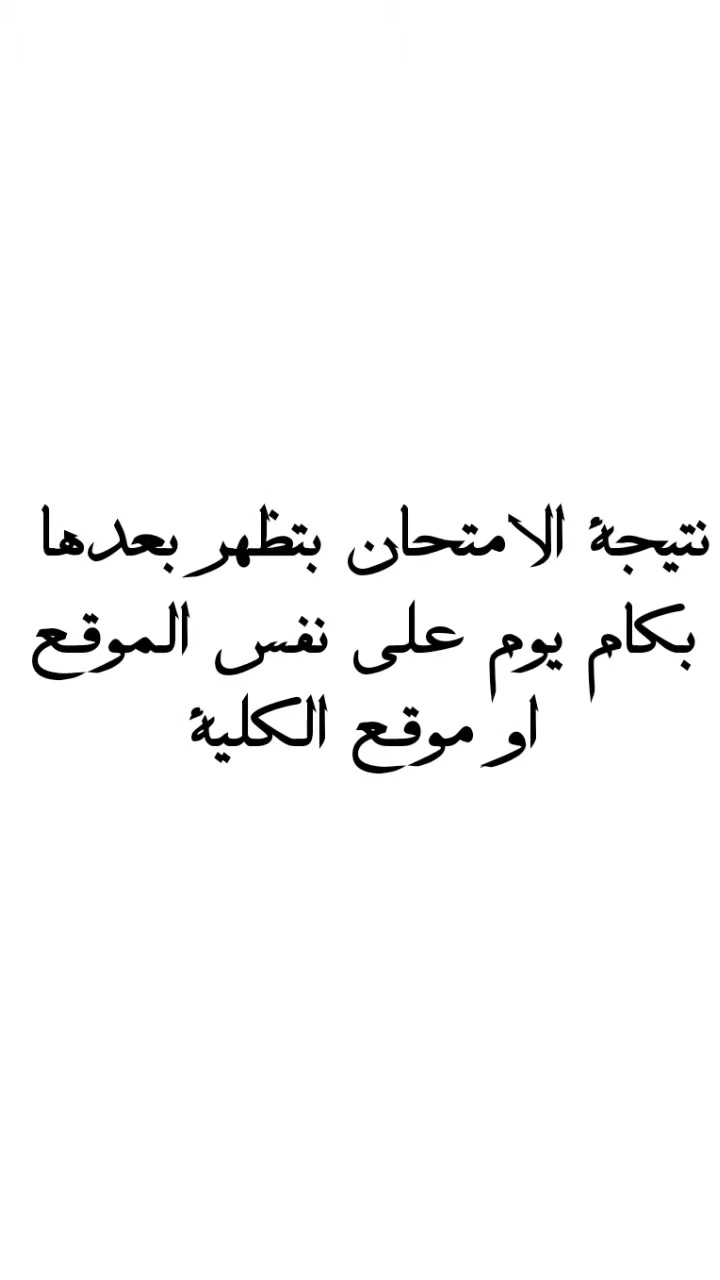 نتيجة الامتحان بتظهر بعدها
بكام يوم على نفس الموقع
او موقع الكلية